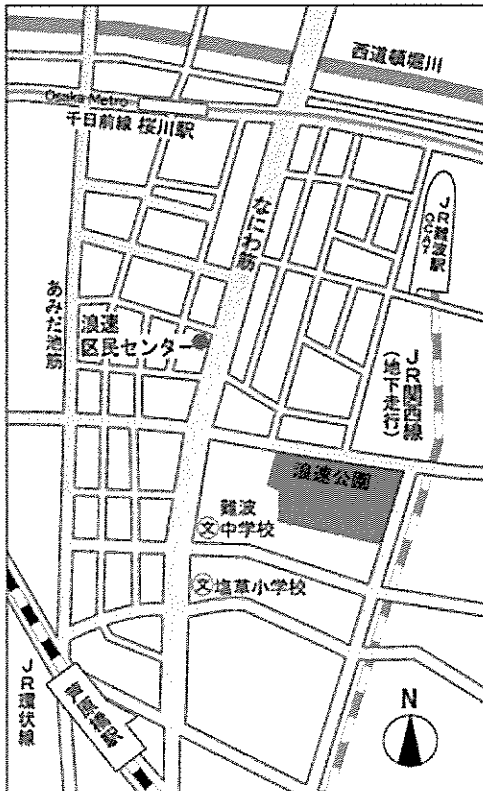 西道頓堀川
Osaka Metro
千日前線 桜川駅
なにわ筋
JR難波駅
OCAT
あみだ池筋
浪速
区民センター
JR関西線
(地下走行)
浪速公園
難波
文中学校
文塩草小学校
JR環状線
N